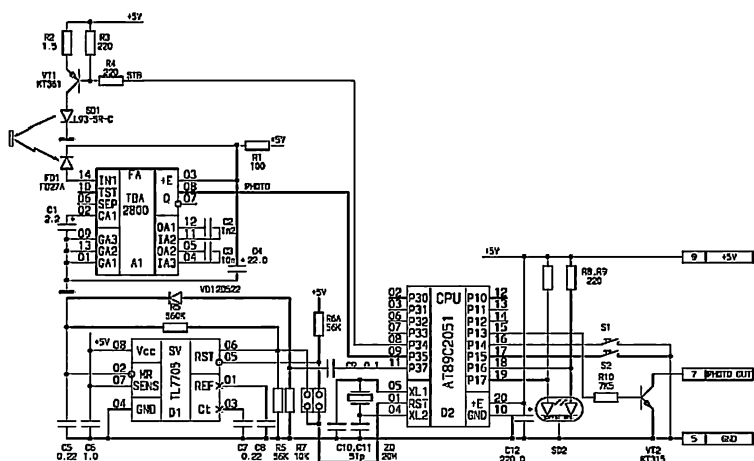 +5V
R2
1.5
R3
220
R4
220
STB
VT1
KT361
SD1
L93-SR-C
+5V
R1
100
FD1
FD27A
14 IN1 FA +E 03
10 TST TBA Q 08 PHOTO
06 SEP 2800 07
02 CA1
C1
2.2
09 GA3 OA1 12 C2
13 GA2 IA2 11 1n2
01 GA1 OA2 05 C3
A1 IA3 04 10n
C4
22.0
VD1 20522
560K
+5V
R6A
56K
+5V 08 Vcc SV RST 06
05
02 MR TL7705
07 SENS REF 01
04 GND D1 Ct 03
C5
0.22
C6
1.0
C7
0.22
C8
R5
56K
R7
10K
C10,C11
51p
ZQ
20M
02 P30 CPU P10 12
03 P31 P11 13
06 P32 P12 14
07 P33 P13 15
08 P34 P14 16
09 P35 P15 17
11 P37 P16 18
P17 19
AT89C2051
05 XL1
01 RST +E 20
04 XL2 D2 GND 10
C12
220.0
+5V
R8,R9
220
S1
S2
R10
7K5
SD2
VT2
KT315
9 +5V
7 PHOTO OUT
5 GND